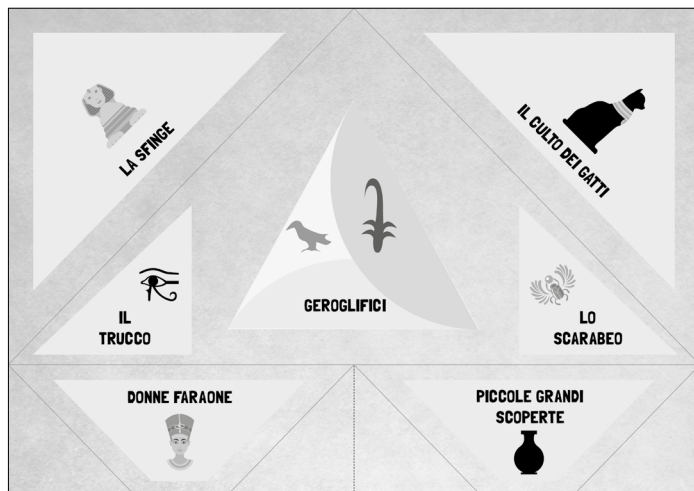 LA SFINGE
IL CULTO DEI GATTI
GEROGLIFICI
IL
TRUCCO
LO
SCARABEO
DONNE FARAONE
PICCOLE GRANDI
SCOPERTE